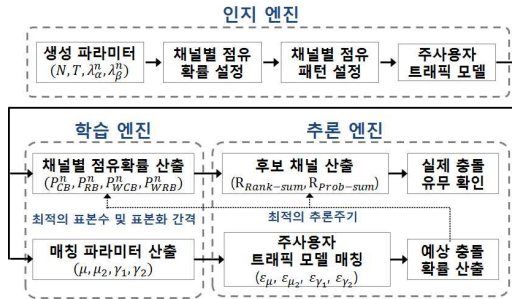 인지 엔진
생성 파라미터
(N, T, λ_α^n, λ_β^n)
채널별 점유
확률 설정
채널별 점유
패턴 설정
주사용자
트래픽 모델
학습 엔진
추론 엔진
채널별 점유확률 산출
(P_CB^n, P_RB^n, P_WCB^n, P_WRB^n)
후보 채널 산출
(R_Rank-sum, R_Prob-sum)
실제 충돌
유무 확인
최적의 표본수 및 표본화 간격
최적의 추론주기
매칭 파라미터 산출
(μ, μ_2, γ_1, γ_2)
주사용자
트래픽 모델 매칭
(ε_μ, ε_μ_2, ε_γ_1, ε_γ_2)
예상 충돌
확률 산출